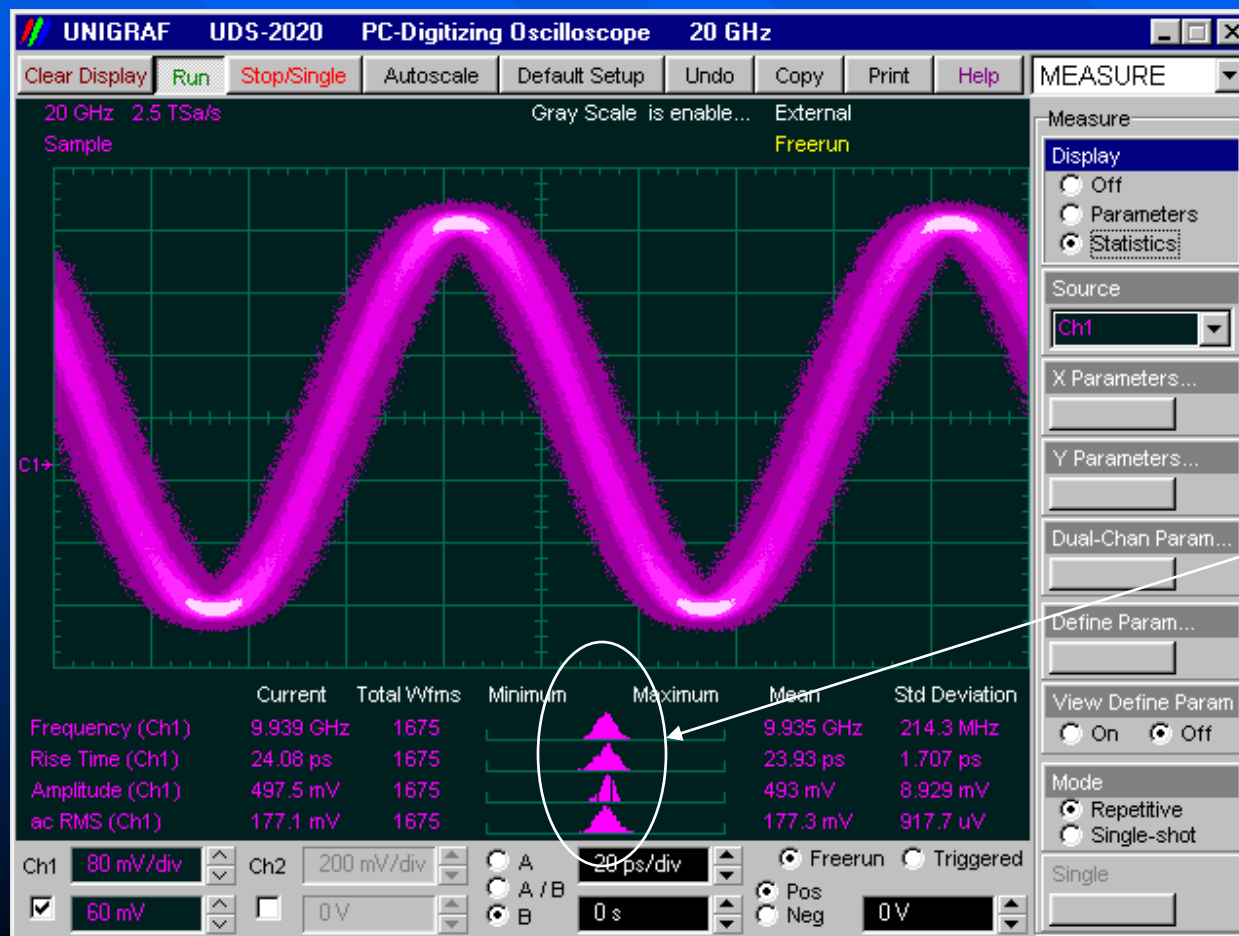 UNIGRAF UDS-2020 PC-Digitizing Oscilloscope 20 GHz
Clear Display Run Stop/Single Autoscale Default Setup Undo Copy Print Help MEASURE
20 GHz 2.5 TSa/s Gray Scale is enable... External
Sample Freerun
C1
Measure
Display
Off
Parameters
Statistics
Source
Ch1
X Parameters...
Y Parameters...
Dual-Chan Param...
Define Param...
View Define Param
On Off
Mode
Repetitive
Single-shot
Single
Current Total Wfms Minimum Maximum Mean Std Deviation
Frequency (Ch1) 9.939 GHz 1675 9.935 GHz 214.3 MHz
Rise Time (Ch1) 24.08 ps 1675 23.93 ps 1.707 ps
Amplitude (Ch1) 497.5 mV 1675 493 mV 8.929 mV
ac RMS (Ch1) 177.1 mV 1675 177.3 mV 917.7 uV
Ch1 80 mV/div Ch2 200 mV/div A 20 ps/div Freerun Triggered
A / B Pos
60 mV 0 V B 0 s Neg 0 V